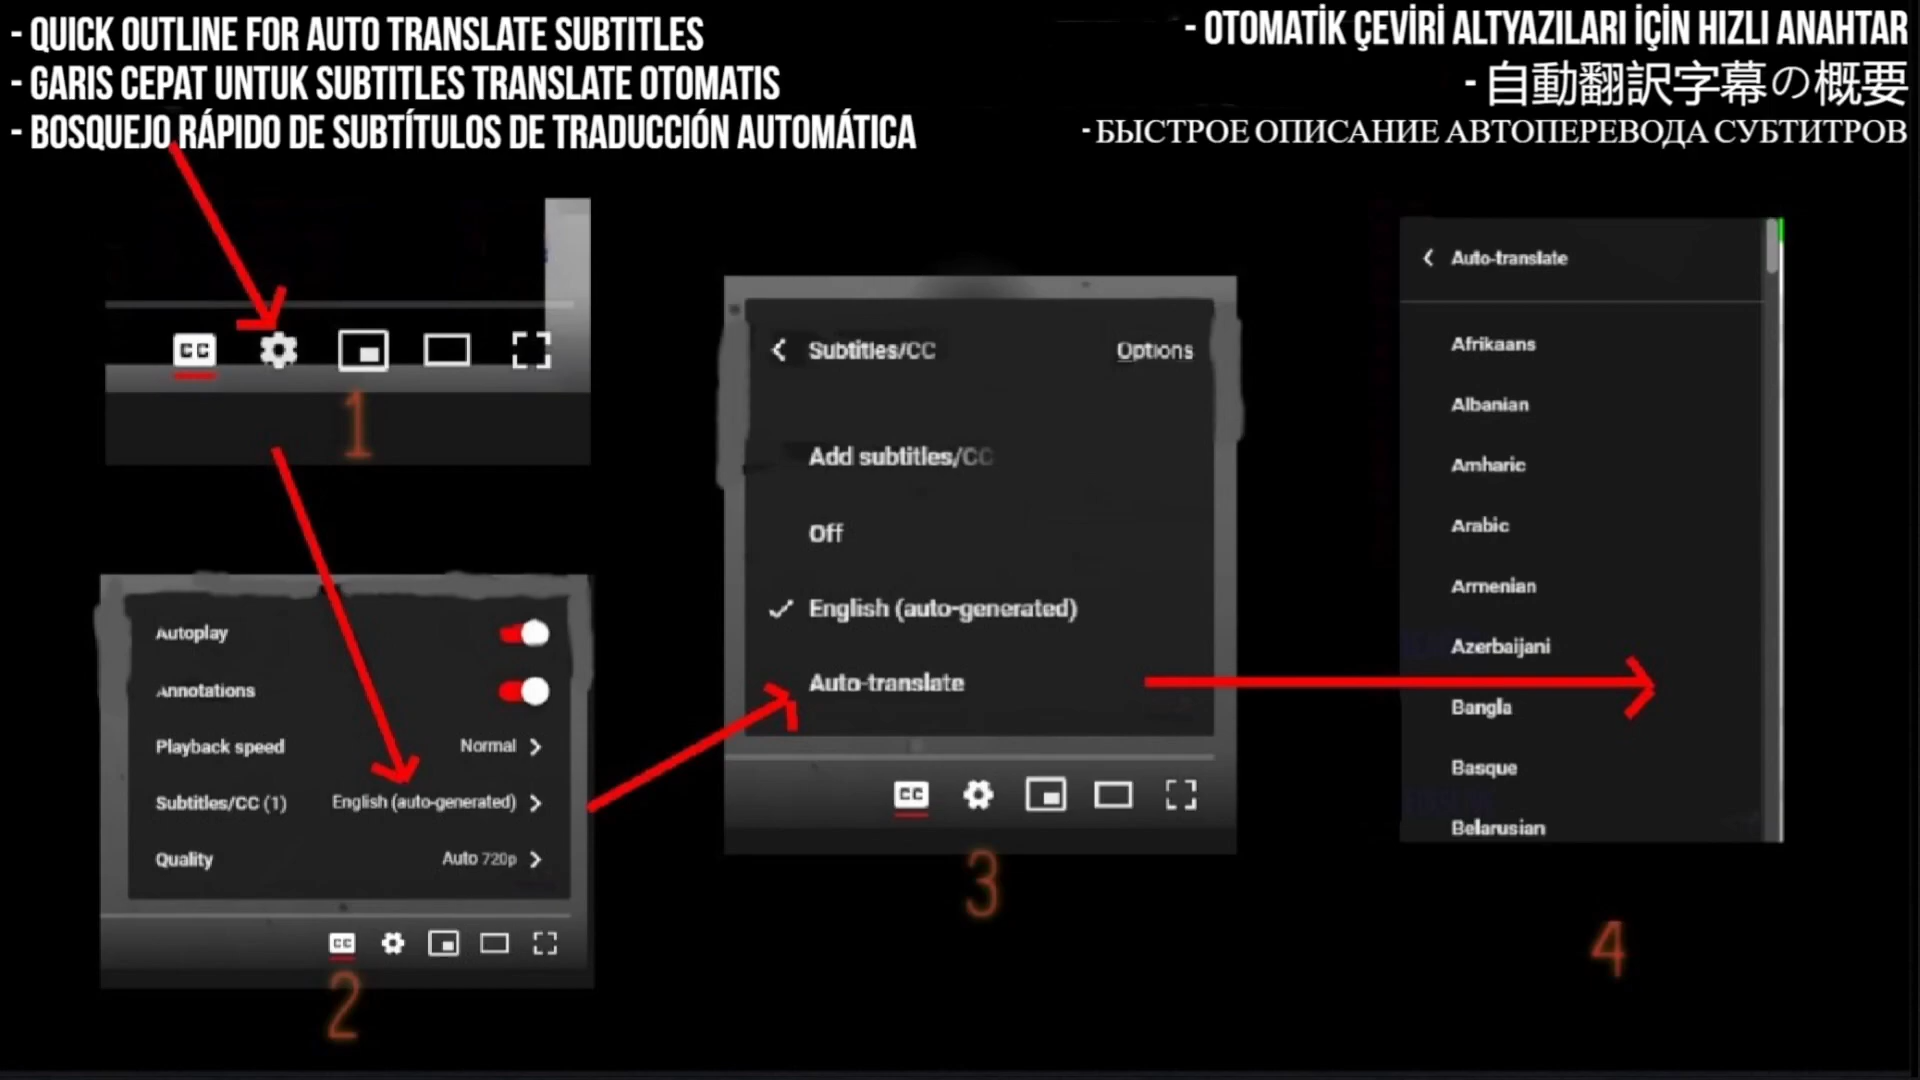 - QUICK OUTLINE FOR AUTO TRANSLATE SUBTITLES
- GARIS CEPAT UNTUK SUBTITLES TRANSLATE OTOMATIS
- BOSQUEJO RÁPIDO DE SUBTÍTULOS DE TRADUCCIÓN AUTOMÁTICA
- OTOMATİK ÇEVİRİ ALTYAZILARI İÇİN HIZLI ANAHTAR
- 自動翻訳字幕の概要
- БЫСТРОЕ ОПИСАНИЕ АВТОПЕРЕВОДА СУБТИТРОВ
CC
1
Autoplay
Annotations
Playback speed Normal
Subtitles/CC (1) English (auto-generated)
Quality Auto 720p
CC
2
Subtitles/CC Options
Add subtitles/CC
Off
English (auto-generated)
Auto-translate
CC
3
Auto-translate
Afrikaans
Albanian
Amharic
Arabic
Armenian
Azerbaijani
Bangla
Basque
Belarusian
4